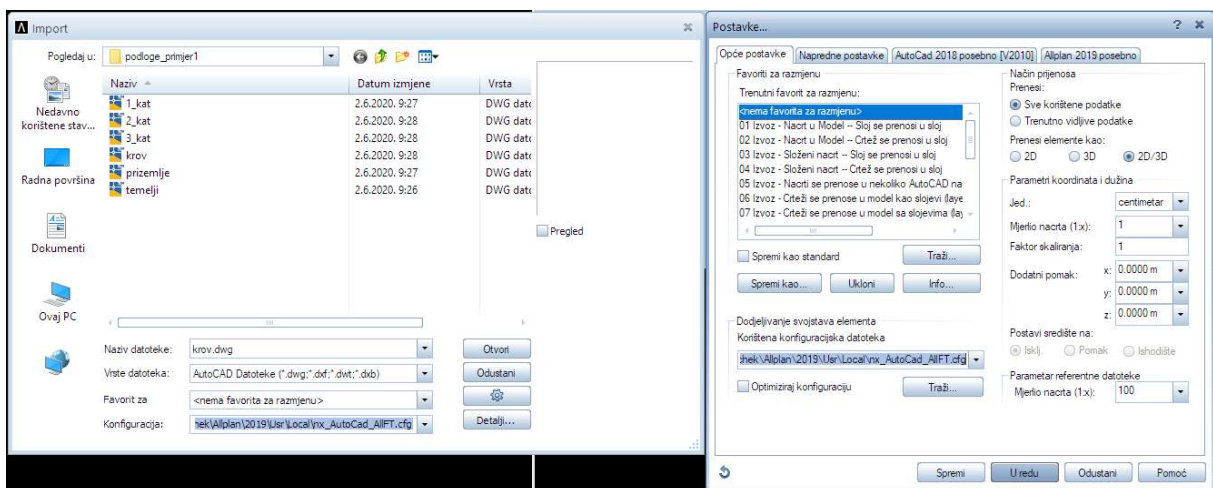 Import
Pogledaj u: podloge_primjer1
Naziv Datum izmjene Vrsta
1_kat 2.6.2020. 9:27 DWG dato
2_kat 2.6.2020. 9:28 DWG dato
3_kat 2.6.2020. 9:28 DWG dato
krov 2.6.2020. 9:28 DWG dato
prizemlje 2.6.2020. 9:27 DWG dato
temelji 2.6.2020. 9:26 DWG dato
Nedavno
korištene stav...
Radna površina
Dokumenti
Ovaj PC
Pregled
Naziv datoteke: krov.dwg Otvori
Vrste datoteka: AutoCAD Datoteke (*.dwg;*.dxf;*.dwt;*.dxb) Odustani
Favorit za <nema favorita za razmjenu>
Konfiguracija: nek\Allplan\2019\Usr\Local\nx_AutoCad_AllFT.cfg Detalji...
Postavke...
Opće postavke Napredne postavke AutoCad 2018 posebno [V2010] Allplan 2019 posebno
Favoriti za razmjenu
Trenutni favorit za razmjenu:
<nema favorita za razmjenu>
01 Izvoz - Nacrt u Model -- Sloj se prenosi u sloj
02 Izvoz - Nacrt u Model -- Crtež se prenosi u sloj
03 Izvoz - Složeni nacrt -- Sloj se prenosi u sloj
04 Izvoz - Složeni nacrt -- Crtež se prenosi u sloj
05 Izvoz - Nacrti se prenose u nekoliko AutoCAD na
06 Izvoz - Crteži se prenose u model kao slojevi (laye
07 Izvoz - Crteži se prenose u model sa slojevima (lay
Spremi kao standard Traži...
Spremi kao... Ukloni Info...
Dodjeljivanje svojstava elementa
Korištena konfiguracijska datoteka
hek\Allplan\2019\Usr\Local\nx_AutoCad_AllFT.cfg
Optimiziraj konfiguraciju Traži...
Način prijenosa
Prenesi:
Sve korištene podatke
Trenutno vidljive podatke
Prenesi elemente kao:
2D 3D 2D/3D
Parametri koordinata i dužina
Jed.: centimetar
Mjerilo nacrta (1:x): 1
Faktor skaliranja: 1
Dodatni pomak: x: 0.0000 m
y: 0.0000 m
z: 0.0000 m
Postavi središte na:
Isklj. Pomak Ishodište
Parametar referentne datoteke
Mjerilo nacrta (1:x): 100
Spremi U redu Odustani Pomoć